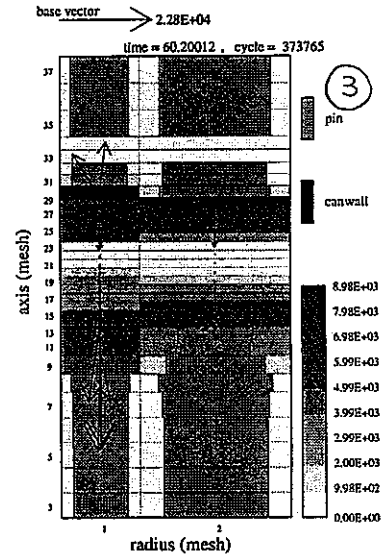 base vector
2.28E+04
time = 60.20012 , cycle = 373765
3
pin
canwall
37
35
33
31
29
27
25
23
21
19
17
15
13
11
9
7
5
3
axis (mesh)
8.98E+03
7.98E+03
6.98E+03
5.99E+03
4.99E+03
3.99E+03
2.99E+03
2.00E+03
9.98E+02
0.00E+00
1
2
radius (mesh)